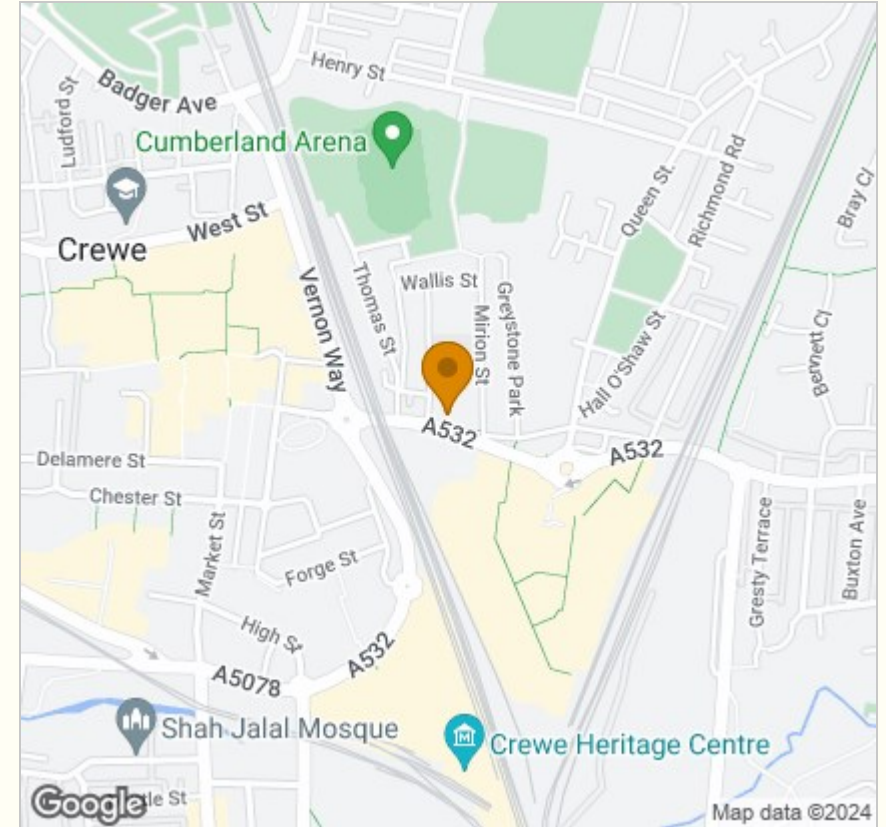 Henry St
Badger Ave
Ludford St
Cumberland Arena
Queen St.
Richmond Rd
Bray Cl
West St
Crewe
Thomas St
Wallis St
Vernon Way
Mirion St
Greystone Park
Hall O'Shaw St
Bennett Cl
A532
A532
Delamere St
Chester St
Market St
Forge St
Gresty Terrace
Buxton Ave
High St
A532
A5078
Shah Jalal Mosque
Crewe Heritage Centre
Google
tle St
Map data ©2024